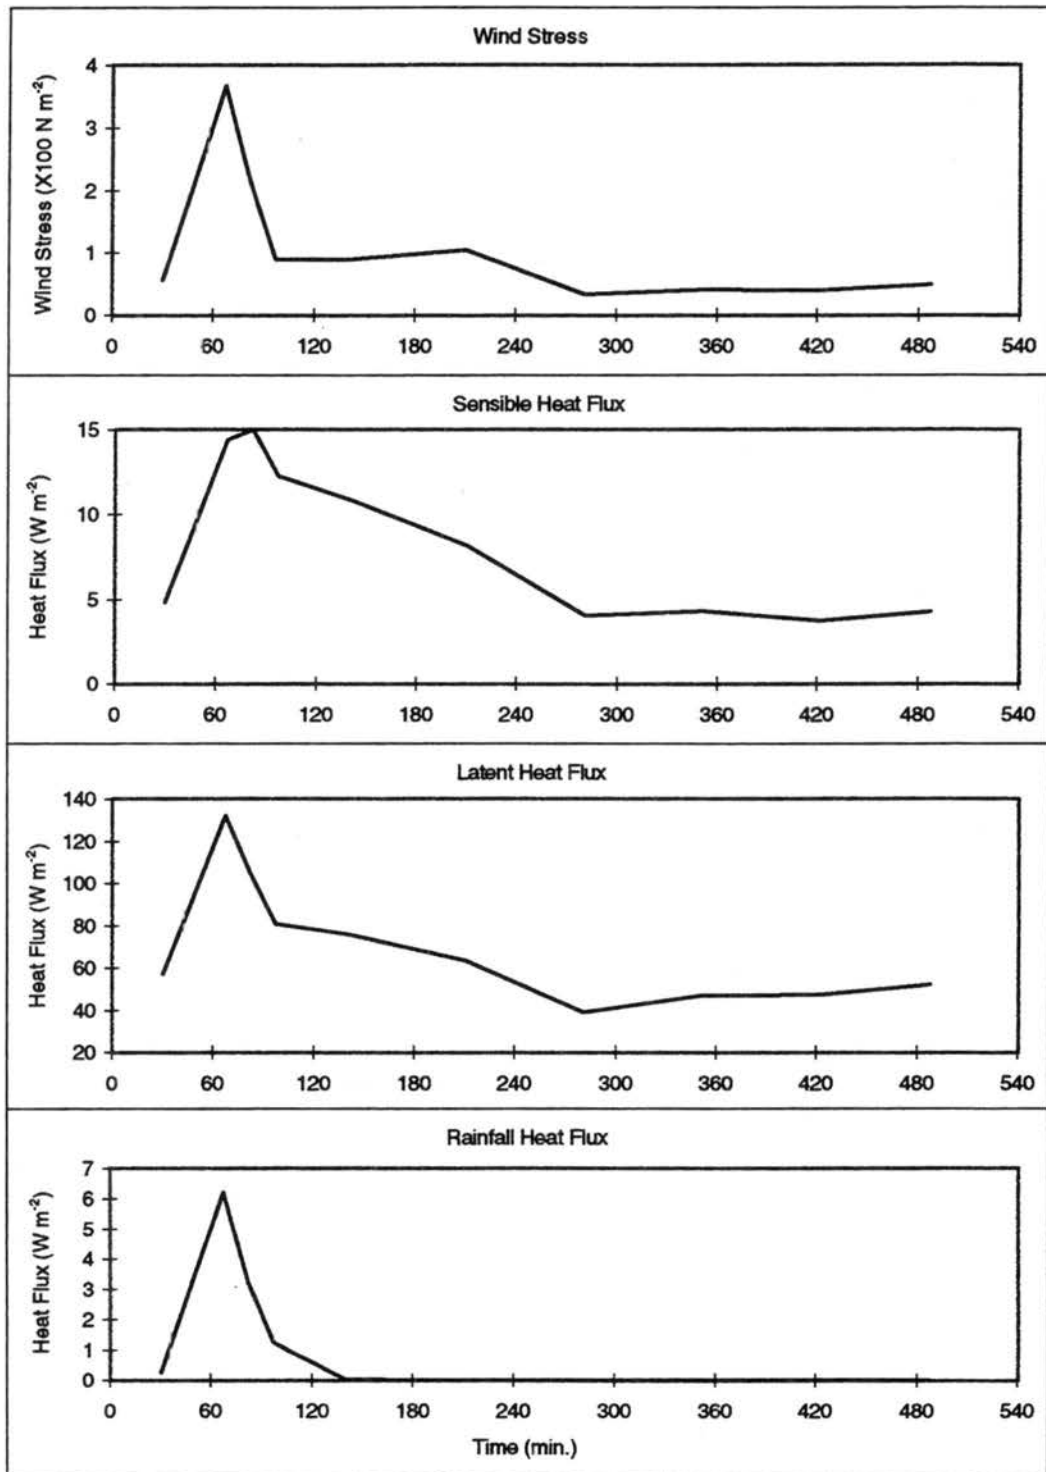 Wind Stress
Wind Stress (X100 N m-2)
4
3
2
1
0
0 60 120 180 240 300 360 420 480 540
Sensible Heat Flux
Heat Flux (W m-2)
15
10
5
0
0 60 120 180 240 300 360 420 480 540
Latent Heat Flux
Heat Flux (W m-2)
140
120
100
80
60
40
20
0 60 120 180 240 300 360 420 480 540
Rainfall Heat Flux
Heat Flux (W m-2)
7
6
5
4
3
2
1
0
0 60 120 180 240 300 360 420 480 540
Time (min.)